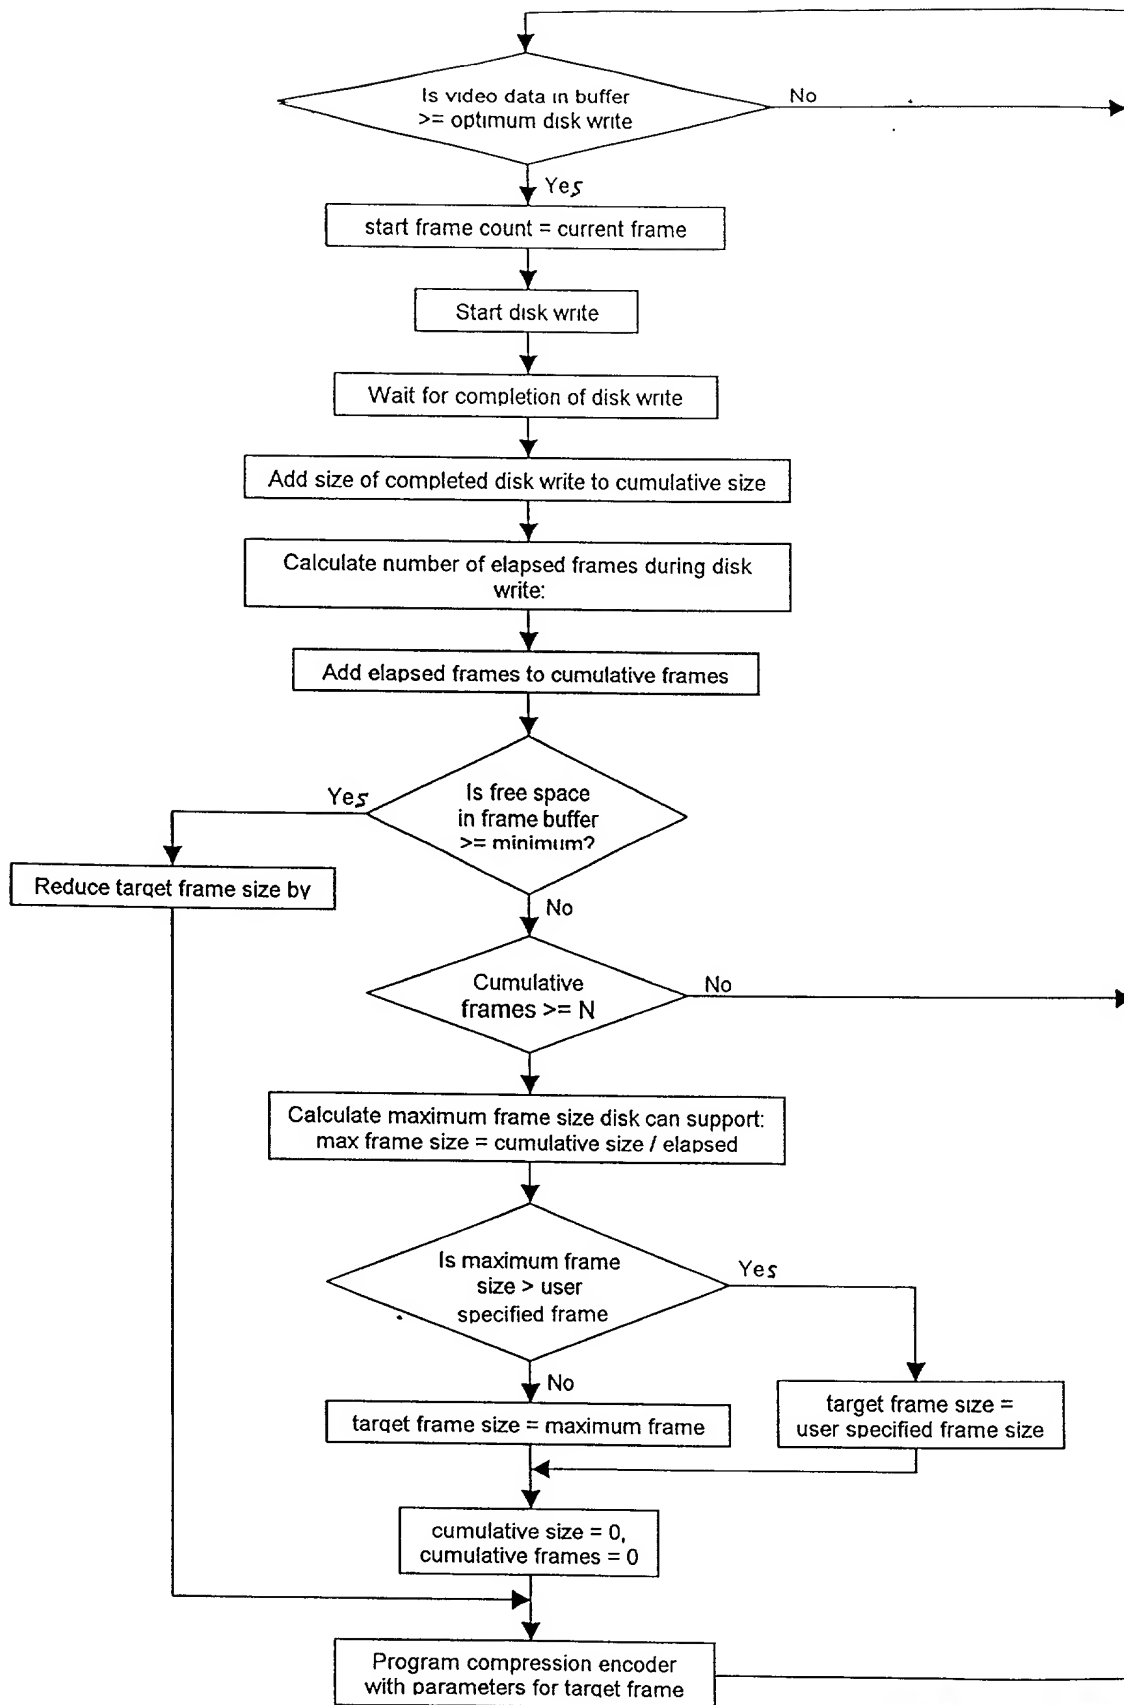 Is video data in buffer
>= optimum disk write
No
Yes
start frame count = current frame
Start disk write
Wait for completion of disk write
Add size of completed disk write to cumulative size
Calculate number of elapsed frames during disk
write:
Add elapsed frames to cumulative frames
Is free space
in frame buffer
>= minimum?
Yes
Reduce target frame size by
No
Cumulative
frames >= N
No
Calculate maximum frame size disk can support:
max frame size = cumulative size / elapsed
Is maximum frame
size > user
specified frame
Yes
No
target frame size = maximum frame
target frame size =
user specified frame size
cumulative size = 0,
cumulative frames = 0
Program compression encoder
with parameters for target frame